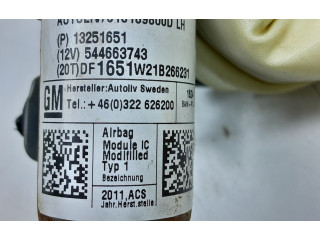 (P) 13251651
(12V) 544663743
(20T)DF1651W21B266231
GM
Hersteller:Autoliv Sweden
Tel.:+46(0)322 626200
Airbag
Module IC
Modifilled
Typ 1
Bezeichnung
2011,ACS
Jahr.Herst.stelle